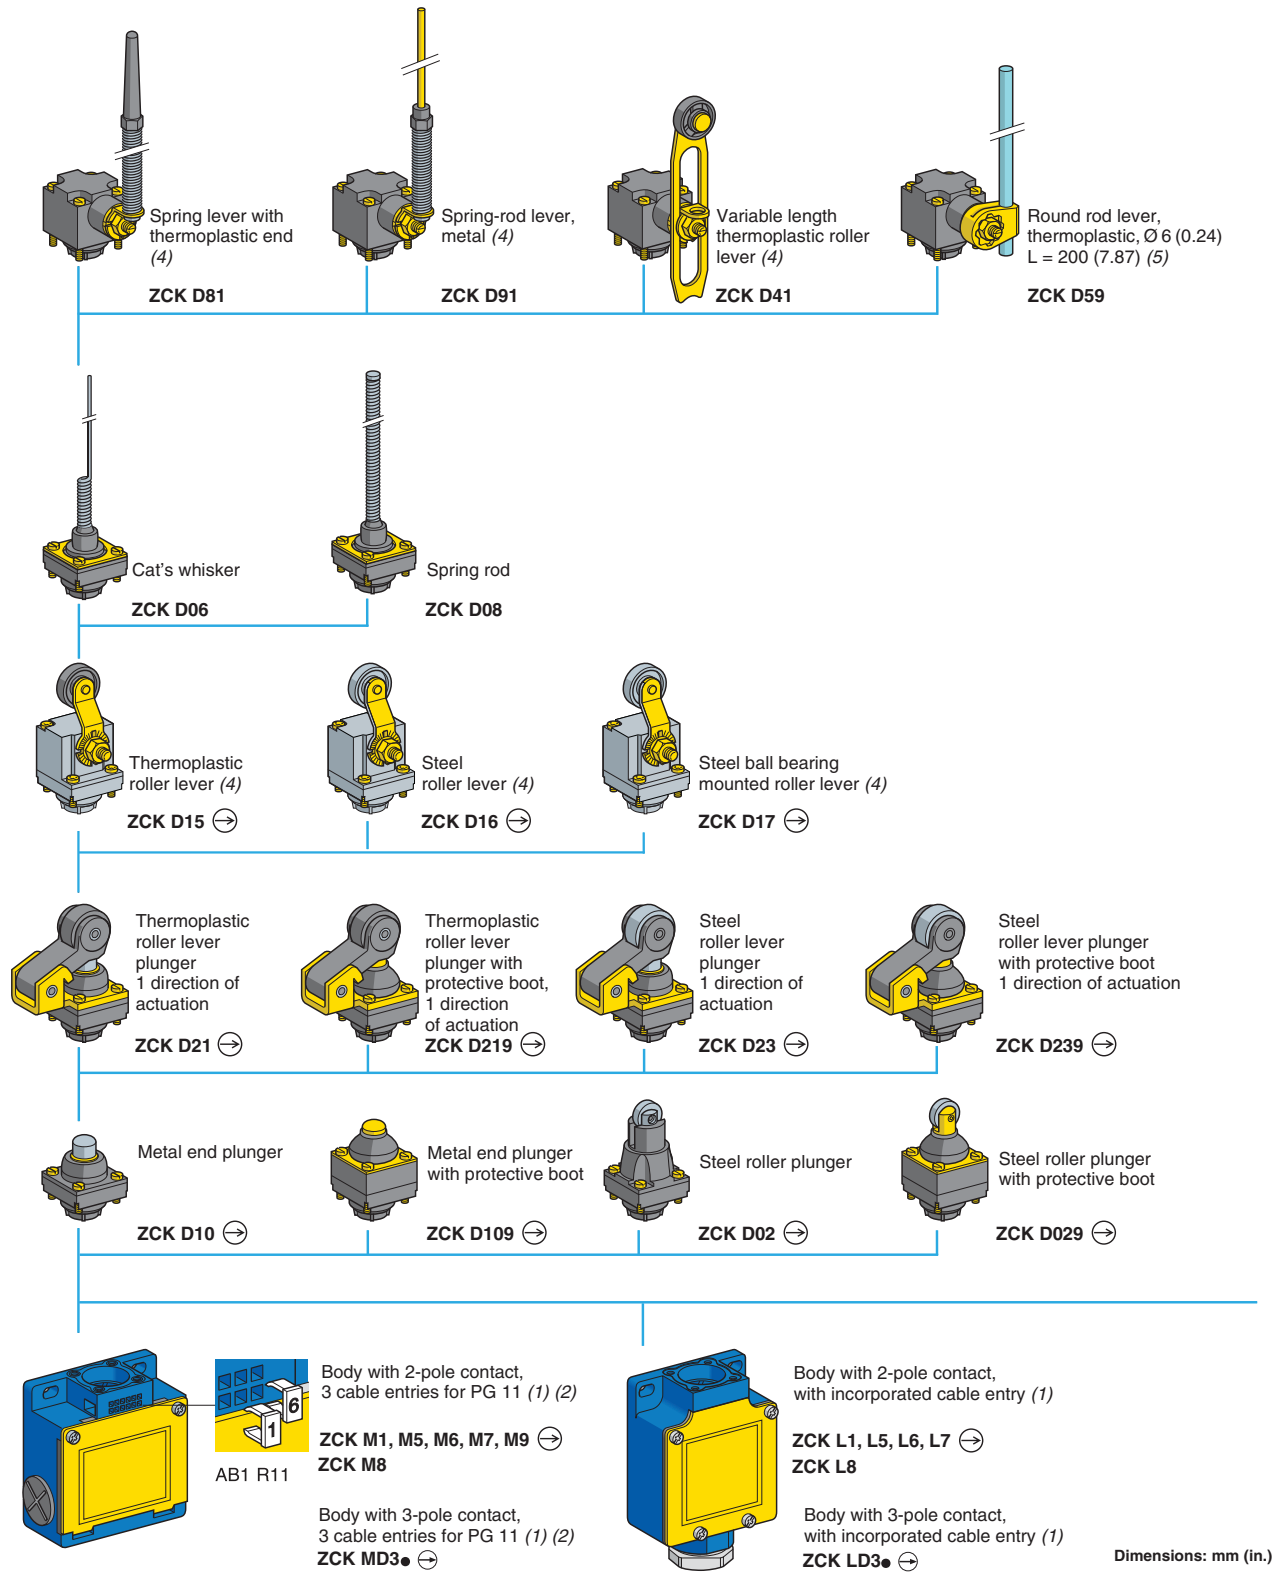 Spring lever with
thermoplastic end
(4)
ZCK D81
Spring-rod lever,
metal (4)
ZCK D91
Variable length
thermoplastic roller
lever (4)
ZCK D41
Round rod lever,
thermoplastic, Ø 6 (0.24)
L = 200 (7.87) (5)
ZCK D59
Cat's whisker
ZCK D06
Spring rod
ZCK D08
Thermoplastic
roller lever (4)
ZCK D15
Steel
roller lever (4)
ZCK D16
Steel ball bearing
mounted roller lever (4)
ZCK D17
Thermoplastic
roller lever
plunger
1 direction of
actuation
ZCK D21
Thermoplastic
roller lever
plunger with
protective boot,
1 direction
of actuation
ZCK D219
Steel
roller lever
plunger
1 direction of
actuation
ZCK D23
Steel
roller lever plunger
with protective boot
1 direction of actuation
ZCK D239
Metal end plunger
ZCK D10
Metal end plunger
with protective boot
ZCK D109
Steel roller plunger
ZCK D02
Steel roller plunger
with protective boot
ZCK D029
6
1
AB1 R11
Body with 2-pole contact,
3 cable entries for PG 11 (1) (2)
ZCK M1, M5, M6, M7, M9
ZCK M8
Body with 3-pole contact,
3 cable entries for PG 11 (1) (2)
ZCK MD3●
Body with 2-pole contact,
with incorporated cable entry (1)
ZCK L1, L5, L6, L7
ZCK L8
Body with 3-pole contact,
with incorporated cable entry (1)
ZCK LD3●
Dimensions: mm (in.)